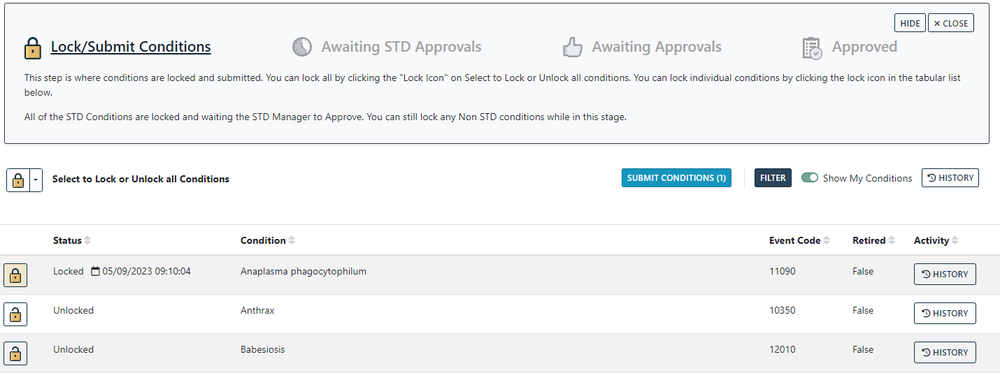 HIDE × CLOSE
Lock/Submit Conditions Awaiting STD Approvals Awaiting Approvals Approved
This step is where conditions are locked and submitted. You can lock all by clicking the "Lock Icon" on Select to Lock or Unlock all conditions. You can lock individual conditions by clicking the lock icon in the tabular list
below.
All of the STD Conditions are locked and waiting the STD Manager to Approve. You can still lock any Non STD conditions while in this stage.
Select to Lock or Unlock all Conditions SUBMIT CONDITIONS (1) FILTER Show My Conditions HISTORY
Status Condition Event Code Retired Activity
Locked 05/09/2023 09:10:04 Anaplasma phagocytophilum 11090 False HISTORY
Unlocked Anthrax 10350 False HISTORY
Unlocked Babesiosis 12010 False HISTORY